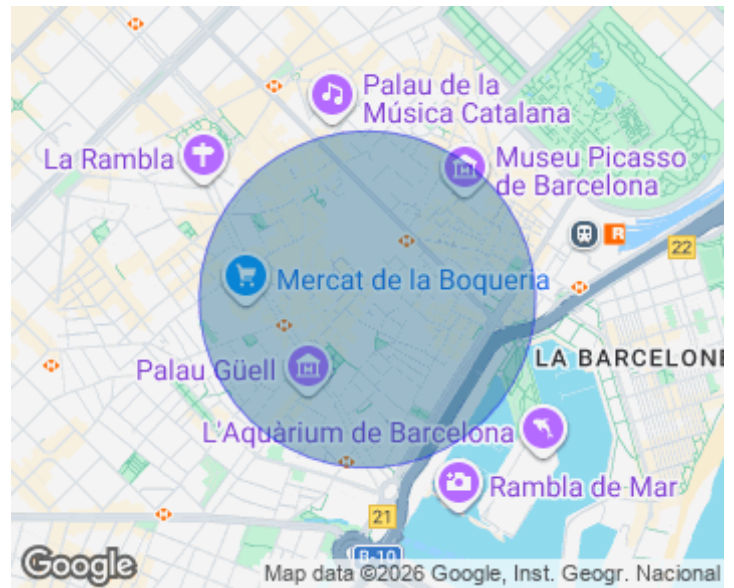 Palau de la
Música Catalana
La Rambla
Museu Picasso
de Barcelona
R
22
Mercat de la Boqueria
LA BARCELONE
Palau Güell
L'Aquàrium de Barcelona
Rambla de Mar
21
B-10
Google
Map data ©2026 Google, Inst. Geogr. Nacional